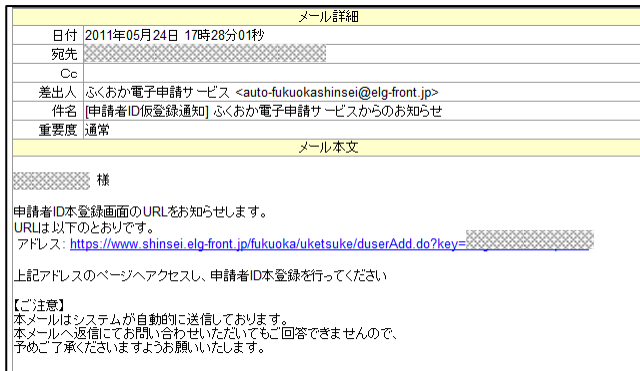 メール詳細
日付 2011年05月24日 17時28分01秒
宛先
Cc
差出人 ふくおか電子申請サービス <auto-fukuokashinsei@elg-front.jp>
件名 [申請者ID仮登録通知] ふくおか電子申請サービスからのお知らせ
重要度 通常
メール本文
様
申請者ID本登録画面のURLをお知らせします。
URLは以下のとおりです。
アドレス: https://www.shinsei.elg-front.jp/fukuoka/uketsuke/duserAdd.do?key=
上記アドレスのページへアクセスし、申請者ID本登録を行ってください
【ご注意】
本メールはシステムが自動的に送信しております。
本メールへ返信にてお問い合わせいただいてもご回答できませんので、
予めご了承くださいますようお願いいたします。